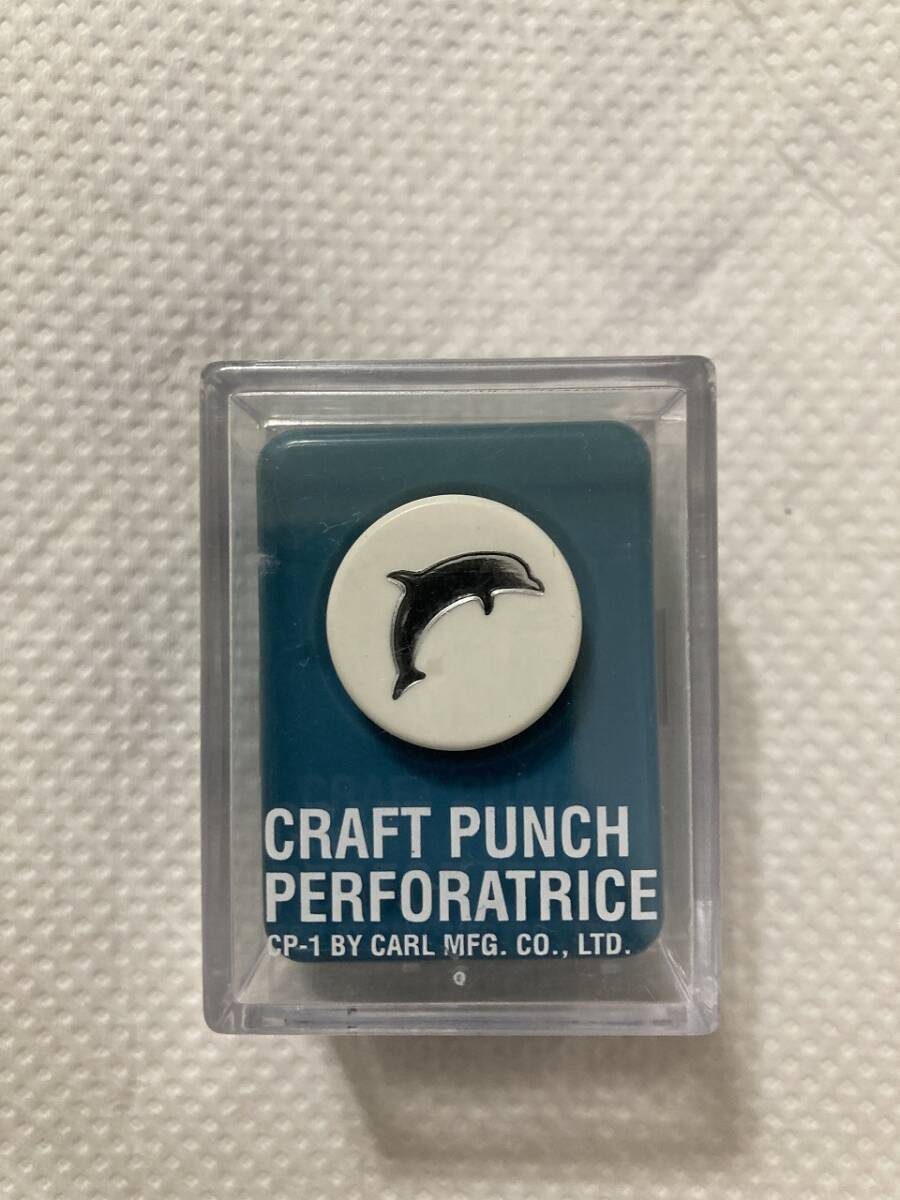 CRAFT PUNCH
PERFORATRICE
CP-1 BY CARL MFG. CO., LTD.